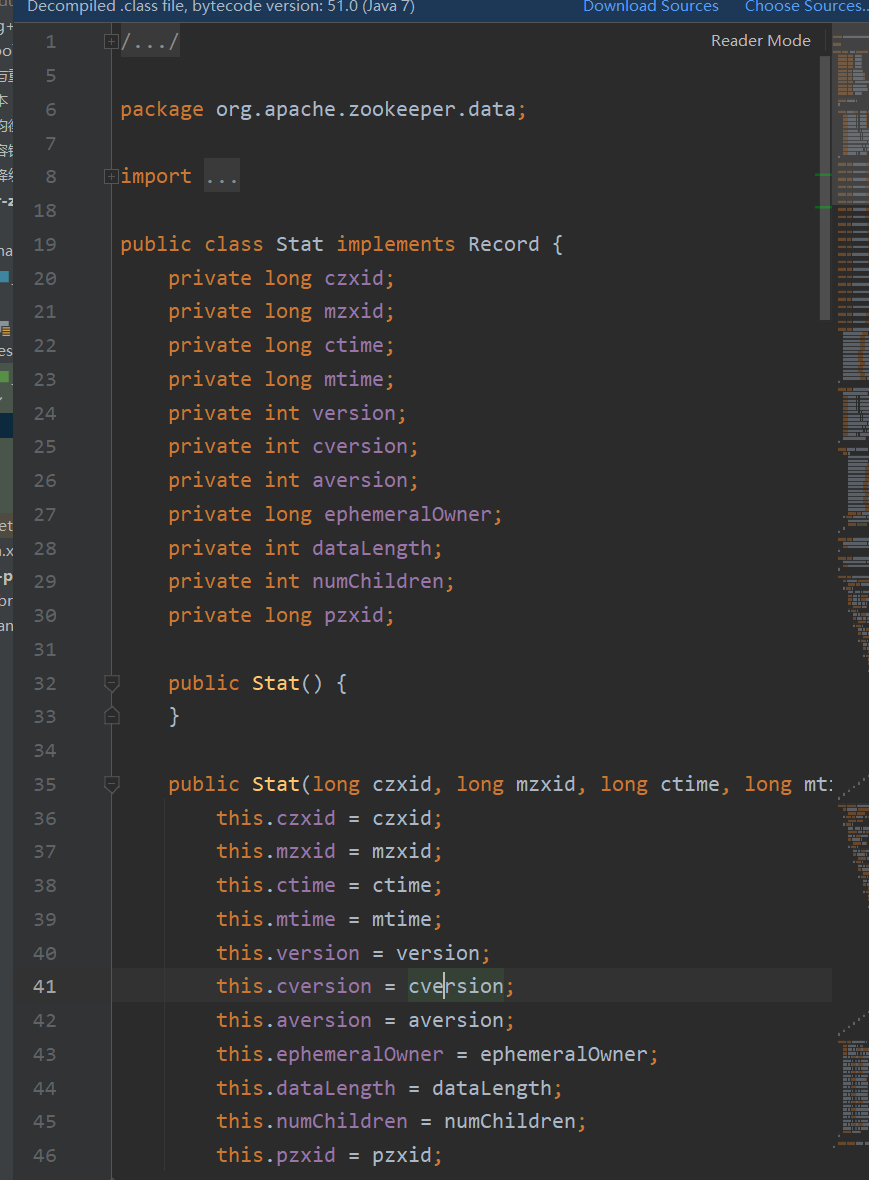 Decompiled .class file, bytecode version: 51.0 (Java 7) Download Sources Choose Sources...
Reader Mode
1 /.../
5
6 package org.apache.zookeeper.data;
7
8 import ...
18
19 public class Stat implements Record {
20 private long czxid;
21 private long mzxid;
22 private long ctime;
23 private long mtime;
24 private int version;
25 private int cversion;
26 private int aversion;
27 private long ephemeralOwner;
28 private int dataLength;
29 private int numChildren;
30 private long pzxid;
31
32 public Stat() {
33 }
34
35 public Stat(long czxid, long mzxid, long ctime, long mti
36 this.czxid = czxid;
37 this.mzxid = mzxid;
38 this.ctime = ctime;
39 this.mtime = mtime;
40 this.version = version;
41 this.cversion = cversion;
42 this.aversion = aversion;
43 this.ephemeralOwner = ephemeralOwner;
44 this.dataLength = dataLength;
45 this.numChildren = numChildren;
46 this.pzxid = pzxid;